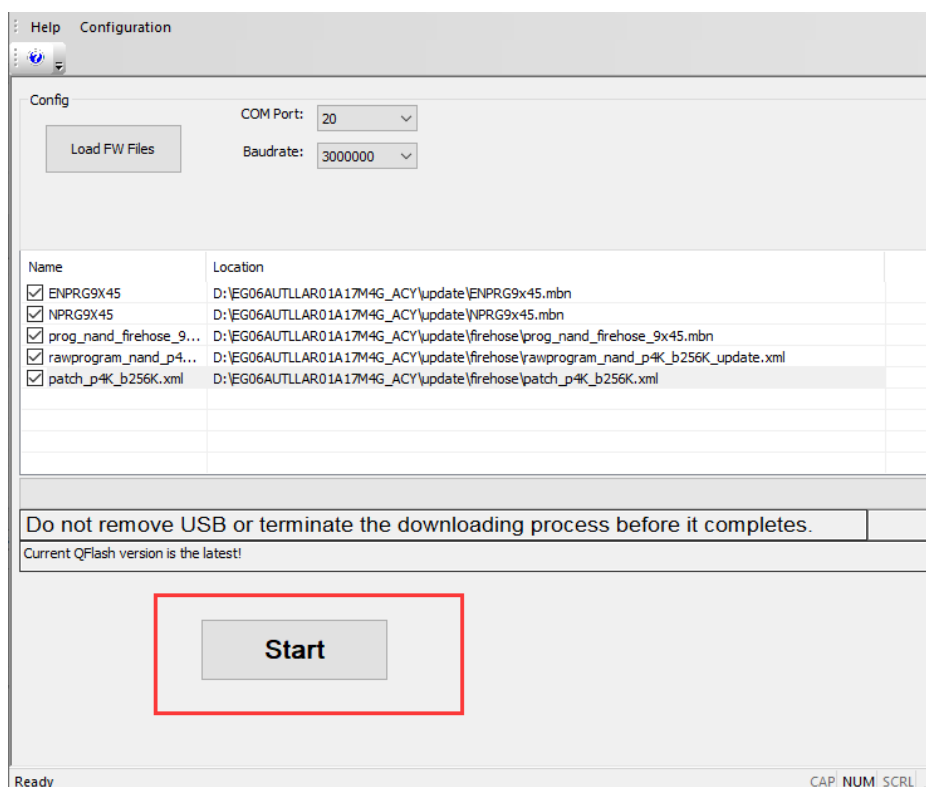 Help Configuration
Config
COM Port: 20
Load FW Files
Baudrate: 3000000
Name Location
ENPRG9X45 D:\EG06AUTLLAR01A17M4G_ACY\update\ENPRG9x45.mbn
NPRG9X45 D:\EG06AUTLLAR01A17M4G_ACY\update\NPRG9x45.mbn
prog_nand_firehose_9... D:\EG06AUTLLAR01A17M4G_ACY\update\firehose\prog_nand_firehose_9x45.mbn
rawprogram_nand_p4... D:\EG06AUTLLAR01A17M4G_ACY\update\firehose\rawprogram_nand_p4K_b256K_update.xml
patch_p4K_b256K.xml D:\EG06AUTLLAR01A17M4G_ACY\update\firehose\patch_p4K_b256K.xml
Do not remove USB or terminate the downloading process before it completes.
Current QFlash version is the latest!
Start
Ready CAP NUM SCRL